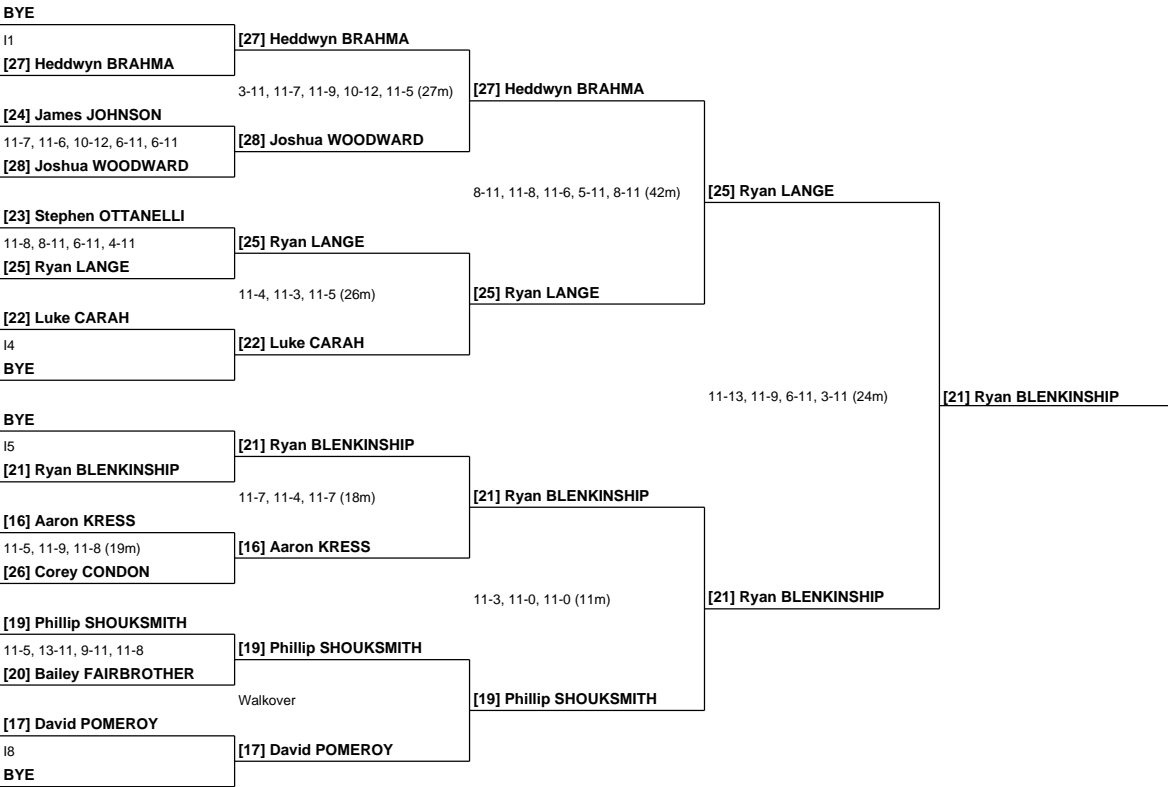 BYE
I1
[27] Heddwyn BRAHMA
[24] James JOHNSON
11-7, 11-6, 10-12, 6-11, 6-11
[28] Joshua WOODWARD
[23] Stephen OTTANELLI
11-8, 8-11, 6-11, 4-11
[25] Ryan LANGE
[22] Luke CARAH
I4
BYE
BYE
I5
[21] Ryan BLENKINSHIP
[16] Aaron KRESS
11-5, 11-9, 11-8 (19m)
[26] Corey CONDON
[19] Phillip SHOUKSMITH
11-5, 13-11, 9-11, 11-8
[20] Bailey FAIRBROTHER
[17] David POMEROY
I8
BYE
[27] Heddwyn BRAHMA
3-11, 11-7, 11-9, 10-12, 11-5 (27m)
[28] Joshua WOODWARD
[25] Ryan LANGE
11-4, 11-3, 11-5 (26m)
[22] Luke CARAH
[21] Ryan BLENKINSHIP
11-7, 11-4, 11-7 (18m)
[16] Aaron KRESS
[19] Phillip SHOUKSMITH
Walkover
[17] David POMEROY
[27] Heddwyn BRAHMA
8-11, 11-8, 11-6, 5-11, 8-11 (42m)
[25] Ryan LANGE
[21] Ryan BLENKINSHIP
11-3, 11-0, 11-0 (11m)
[19] Phillip SHOUKSMITH
[25] Ryan LANGE
11-13, 11-9, 6-11, 3-11 (24m)
[21] Ryan BLENKINSHIP
[21] Ryan BLENKINSHIP